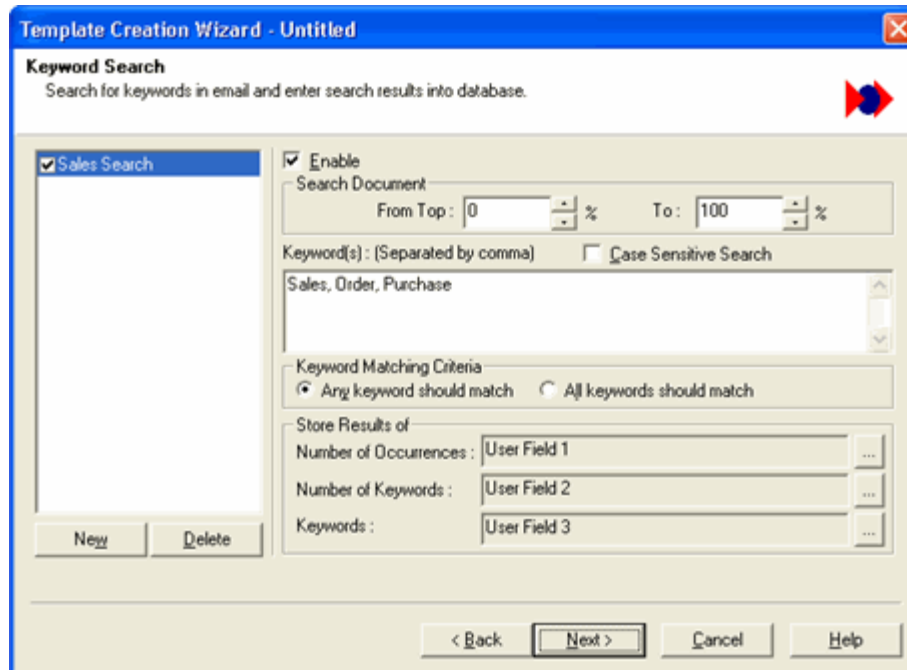 Template Creation Wizard - Untitled
Keyword Search
Search for keywords in email and enter search results into database.
Sales Search
Enable
Search Document
From Top : 0 % To : 100 %
Keyword(s) : (Separated by comma) Case Sensitive Search
Sales, Order, Purchase
Keyword Matching Criteria
Any keyword should match All keywords should match
Store Results of
Number of Occurrences : User Field 1 ...
Number of Keywords : User Field 2 ...
Keywords : User Field 3 ...
New Delete
< Back Next > Cancel Help